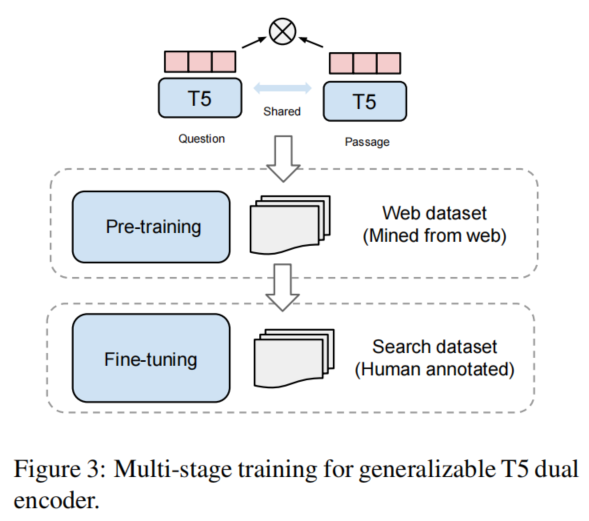 T5
T5
Shared
Question
Passage
Pre-training
Web dataset
(Mined from web)
Fine-tuning
Search dataset
(Human annotated)
Figure 3: Multi-stage training for generalizable T5 dual
encoder.